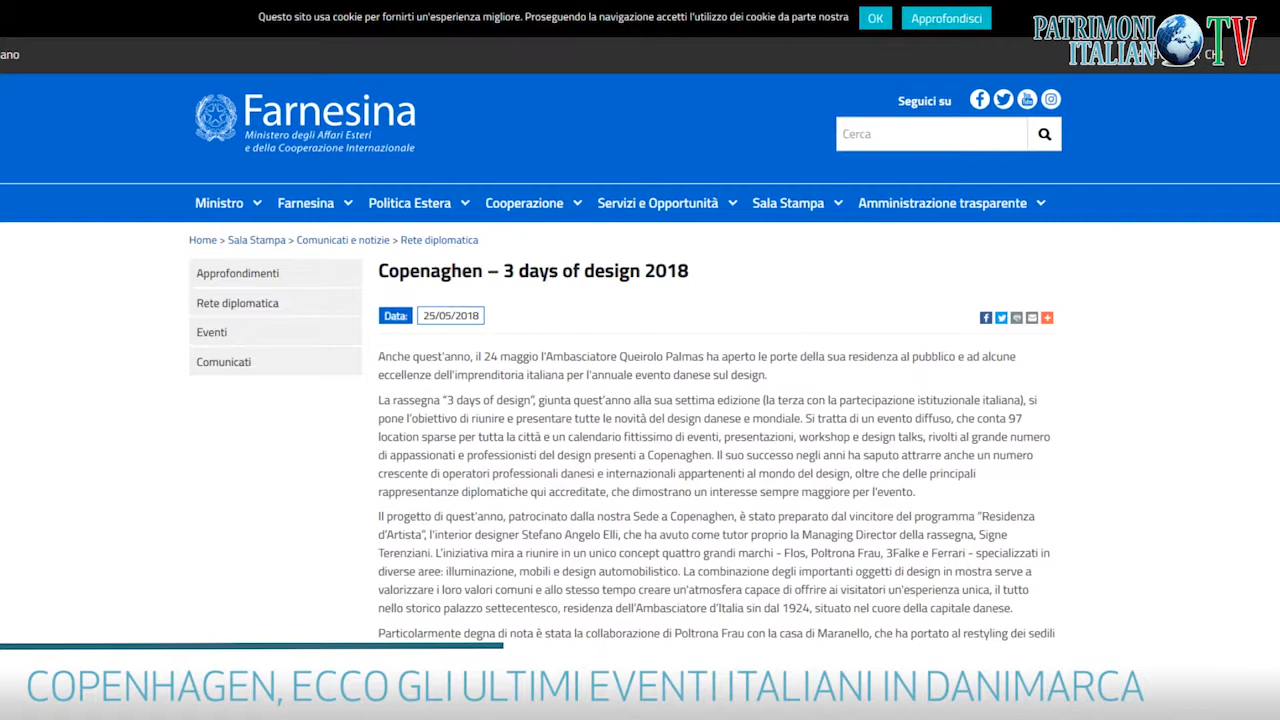 Questo sito usa cookie per fornirti un'esperienza migliore. Proseguendo la navigazione accetti l'utilizzo dei cookie da parte nostra
OK
Approfondisci
PATRIMONI
ITALIAN
TV
ano
Farnesina
Ministero degli Affari Esteri
e della Cooperazione Internazionale
Seguici su
Cerca
Ministro
Farnesina
Politica Estera
Cooperazione
Servizi e Opportunità
Sala Stampa
Amministrazione trasparente
Home > Sala Stampa > Comunicati e notizie > Rete diplomatica
Approfondimenti
Rete diplomatica
Eventi
Comunicati
Copenaghen – 3 days of design 2018
Data:
25/05/2018
Anche quest'anno, il 24 maggio l'Ambasciatore Queirolo Palmas ha aperto le porte della sua residenza al pubblico e ad alcune
eccellenze dell'imprenditoria italiana per l'annuale evento danese sul design.
La rassegna "3 days of design", giunta quest'anno alla sua settima edizione (la terza con la partecipazione istituzionale italiana), si
pone l'obiettivo di riunire e presentare tutte le novità del design danese e mondiale. Si tratta di un evento diffuso, che conta 97
location sparse per tutta la città e un calendario fittissimo di eventi, presentazioni, workshop e design talks, rivolti al grande numero
di appassionati e professionisti del design presenti a Copenaghen. Il suo successo negli anni ha saputo attrarre anche un numero
crescente di operatori professionali danesi e internazionali appartenenti al mondo del design, oltre che delle principali
rappresentanze diplomatiche qui accreditate, che dimostrano un interesse sempre maggiore per l'evento.
Il progetto di quest'anno, patrocinato dalla nostra Sede a Copenaghen, è stato preparato dal vincitore del programma "Residenza
d'Artista", l'interior designer Stefano Angelo Elli, che ha avuto come tutor proprio la Managing Director della rassegna, Signe
Terenziani. L'iniziativa mira a riunire in un unico concept quattro grandi marchi - Flos, Poltrona Frau, 3Falke e Ferrari - specializzati in
diverse aree: illuminazione, mobili e design automobilistico. La combinazione degli importanti oggetti di design in mostra serve a
valorizzare i loro valori comuni e allo stesso tempo creare un'atmosfera capace di offrire ai visitatori un'esperienza unica, il tutto
nello storico palazzo settecentesco, residenza dell'Ambasciatore d'Italia sin dal 1924, situato nel cuore della capitale danese.
Particolarmente degna di nota è stata la collaborazione di Poltrona Frau con la casa di Maranello, che ha portato al restyling dei sedili
COPENHAGEN, ECCO GLI ULTIMI EVENTI ITALIANI IN DANIMARCA